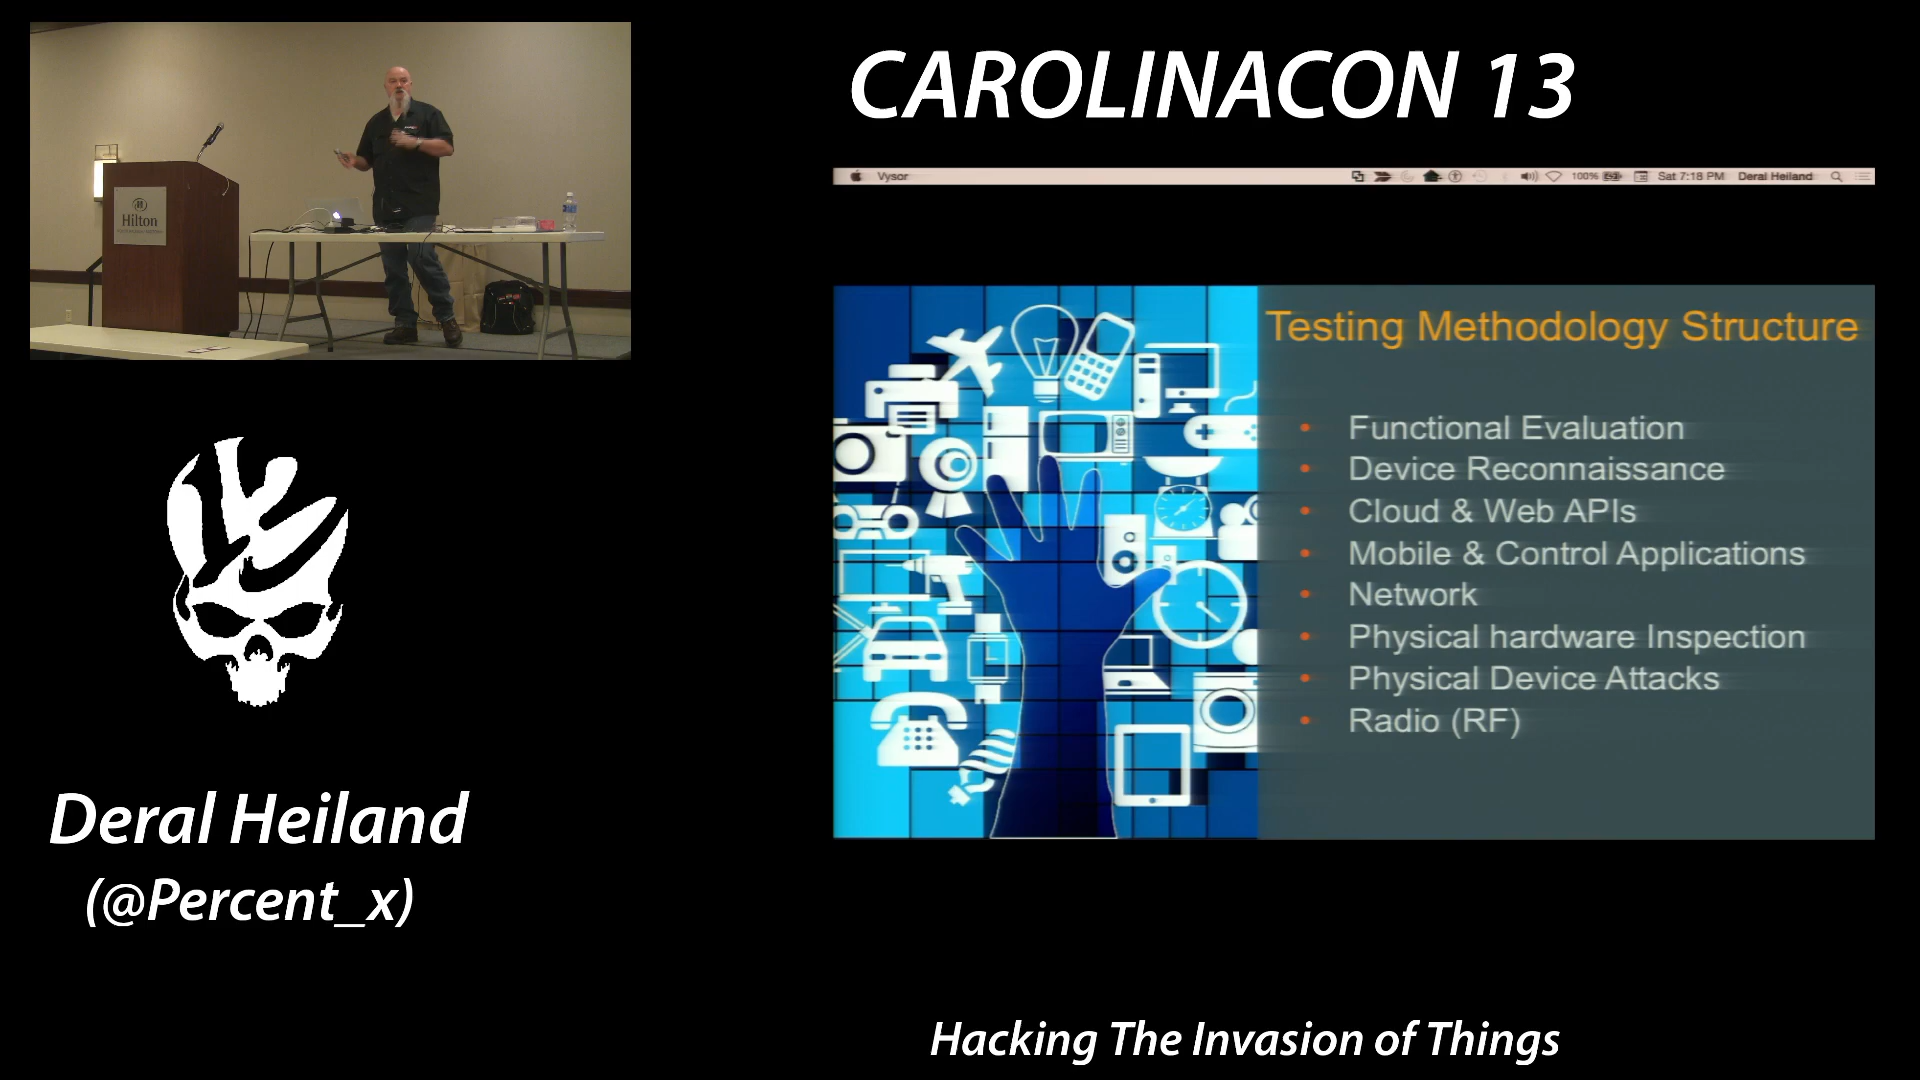 CAROLINACON 13
Hilton
Vysor
100%
Sat 7:18 PM
Deral Heiland
Testing Methodology Structure
• Functional Evaluation
• Device Reconnaissance
• Cloud & Web APIs
• Mobile & Control Applications
• Network
• Physical hardware Inspection
• Physical Device Attacks
• Radio (RF)
Deral Heiland
(@Percent_x)
Hacking The Invasion of Things